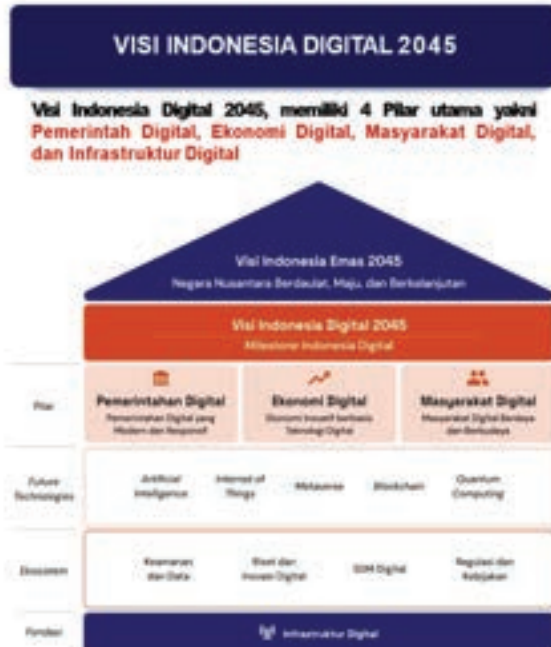 VISI INDONESIA DIGITAL 2045
Visi Indonesia Digital 2045, memiliki 4 Pilar utama yakni
Pemerintah Digital, Ekonomi Digital, Masyarakat Digital,
dan Infrastruktur Digital
Visi Indonesia Emas 2045
Negara Nusantara Berdaulat, Maju, dan Berkelanjutan
Visi Indonesia Digital 2045
Milestone Indonesia Digital
Pilar
Pemerintahan Digital
Pemerintahan Digital yang
Modern dan Responsif
Ekonomi Digital
Ekonomi Inovatif berbasis
Teknologi Digital
Masyarakat Digital
Masyarakat Digital Berdaya
dan Berbudaya
Future
Technologies
Artificial
Intelligence
Internet of
Things
Metaverse
Blockchain
Quantum
Computing
Ekosistem
Keamanan
dan Data
Riset dan
Inovasi Digital
SDM Digital
Regulasi dan
Kebijakan
Fondasi
Infrastruktur Digital